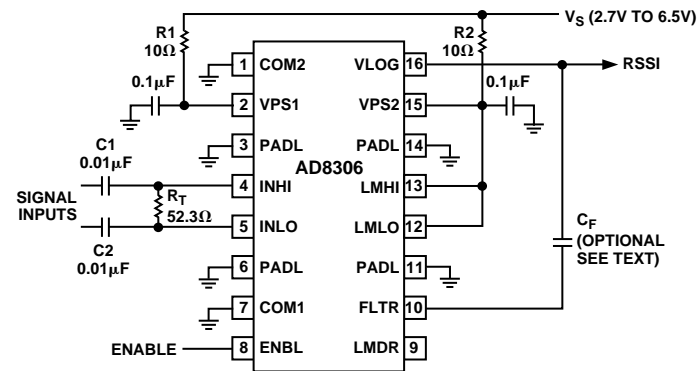 V_S (2.7V TO 6.5V)
R1
10Ω
R2
10Ω
0.1µF
0.1µF
RSSI
AD8306
1 COM2
2 VPS1
3 PADL
4 INHI
5 INLO
6 PADL
7 COM1
8 ENBL
VLOG 16
VPS2 15
PADL 14
LMHI 13
LMLO 12
PADL 11
FLTR 10
LMDR 9
C1
0.01µF
SIGNAL
INPUTS
R_T
52.3Ω
C2
0.01µF
ENABLE
C_F
(OPTIONAL
SEE TEXT)